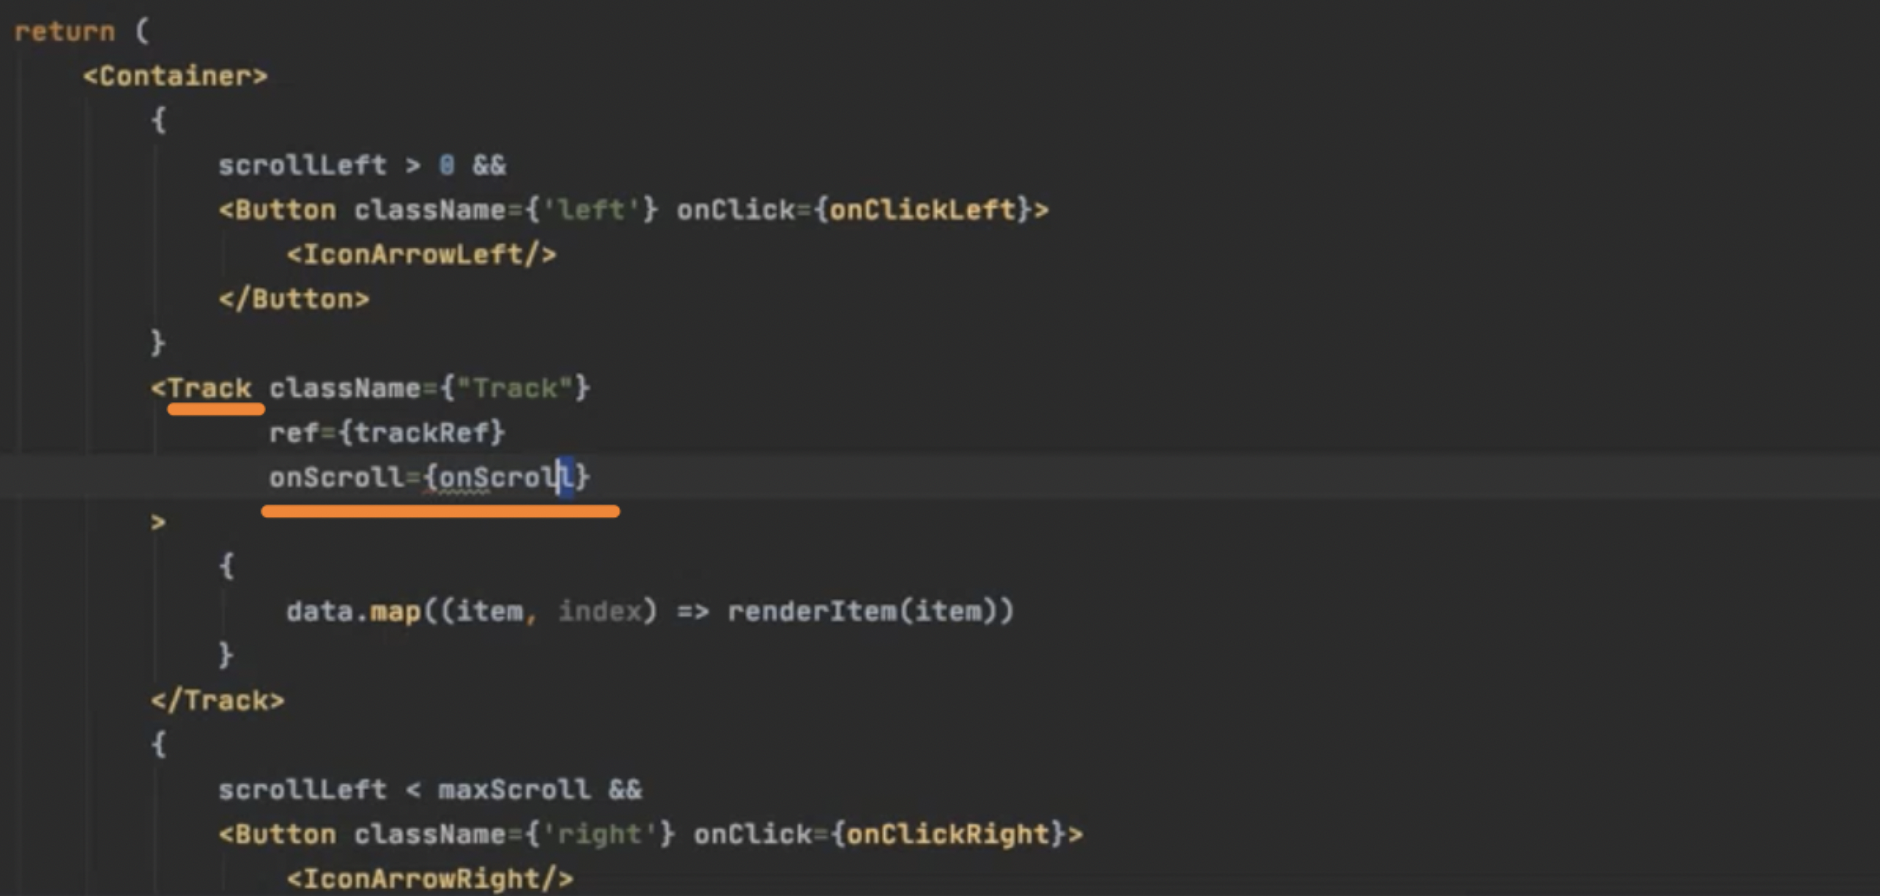 return (
<Container>
{
scrollLeft > 0 &&
<Button className={'left'} onClick={onClickLeft}>
<IconArrowLeft/>
</Button>
}
<Track className={"Track"}
ref={trackRef}
onScroll={onScroll}
>
{
data.map((item, index) => renderItem(item))
}
</Track>
{
scrollLeft < maxScroll &&
<Button className={'right'} onClick={onClickRight}>
<IconArrowRight/>